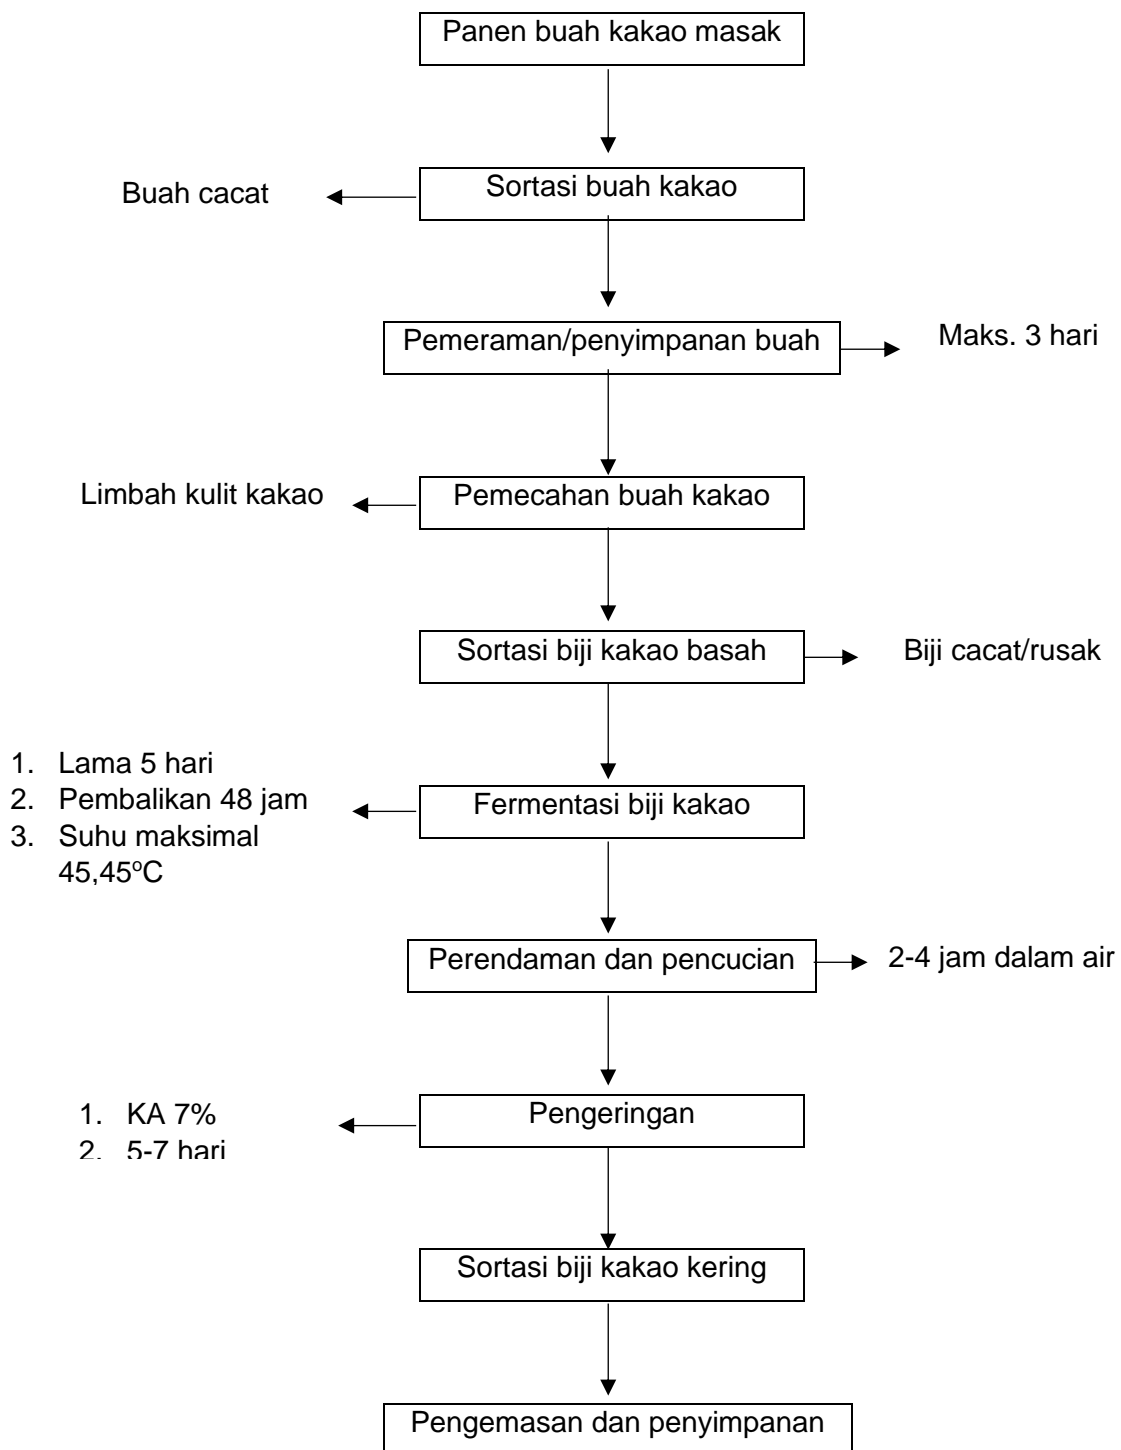 Panen buah kakao masak
Buah cacat
Sortasi buah kakao
Pemeraman/penyimpanan buah
Maks. 3 hari
Limbah kulit kakao
Pemecahan buah kakao
Sortasi biji kakao basah
Biji cacat/rusak
1. Lama 5 hari
2. Pembalikan 48 jam
3. Suhu maksimal
45,45ºC
Fermentasi biji kakao
Perendaman dan pencucian
2-4 jam dalam air
1. KA 7%
2. 5-7 hari
Pengeringan
Sortasi biji kakao kering
Pengemasan dan penyimpanan